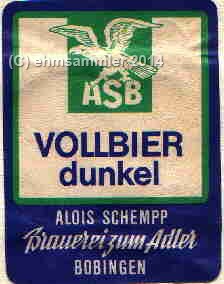 (C) ehmsammler 2014
ASB
VOLLBIER
dunkel
ALOIS SCHEMPP
Brauerei zum Adler
BOBINGEN